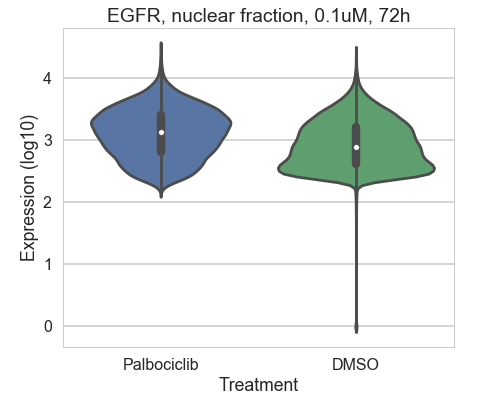 EGFR, nuclear fraction, 0.1uM, 72h
Expression (log10)
4
3
2
1
0
Palbociclib DMSO
Treatment